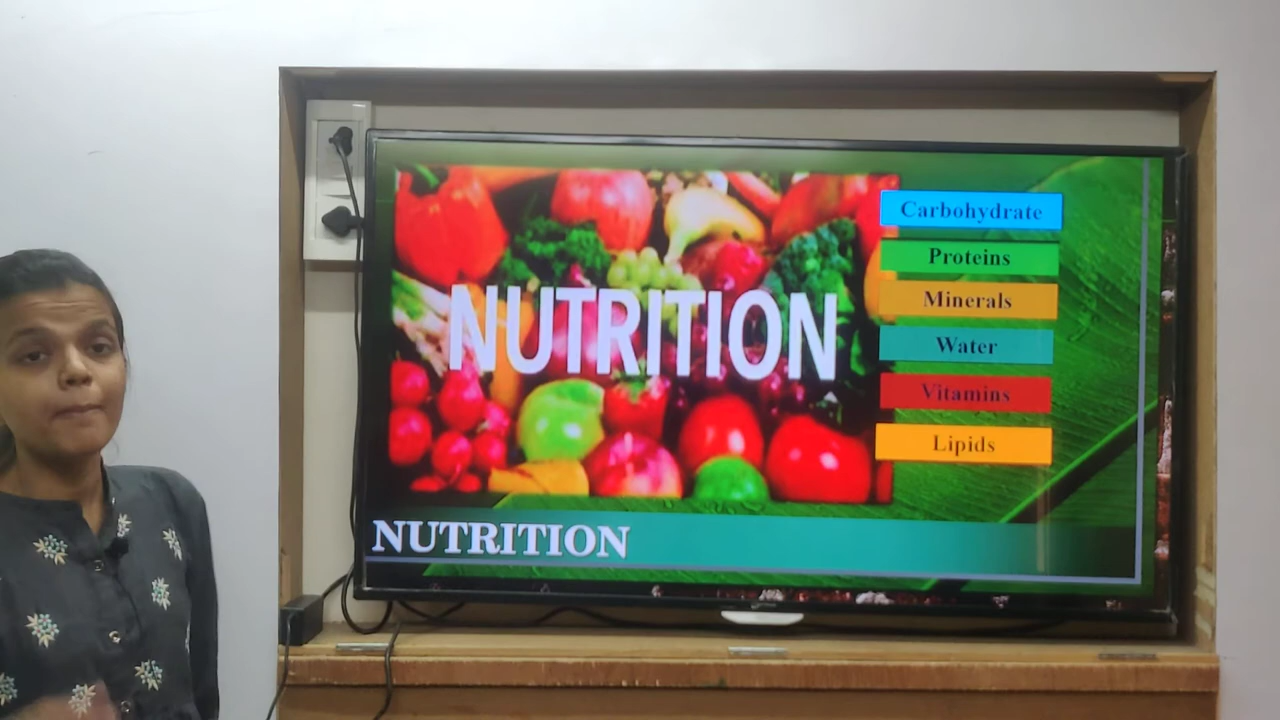 NUTRITION
Carbohydrate
Proteins
Minerals
Water
Vitamins
Lipids
NUTRITION